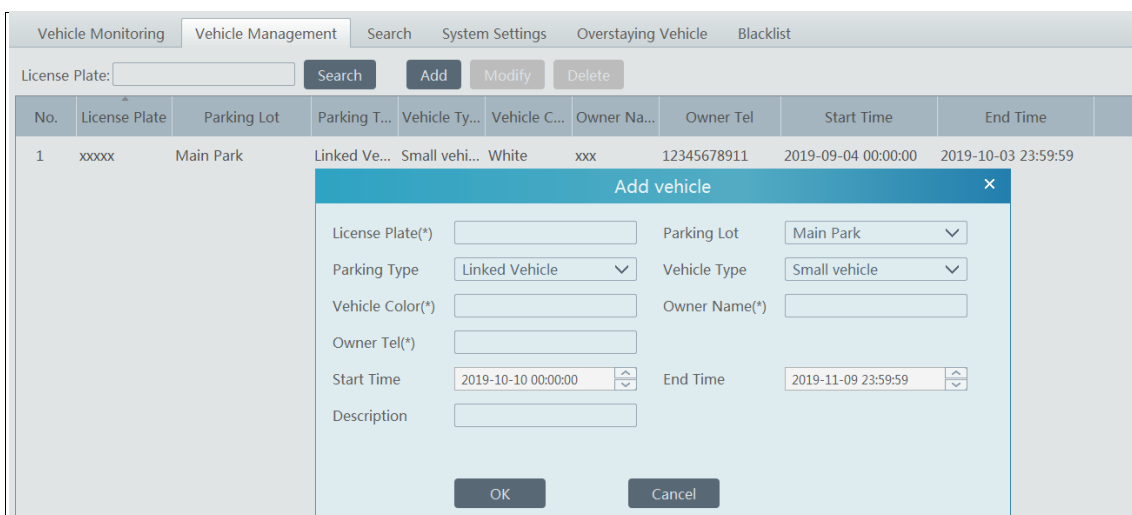 Vehicle Monitoring Vehicle Management Search System Settings Overstaying Vehicle Blacklist
License Plate: Search Add Modify Delete
No. License Plate Parking Lot Parking T... Vehicle Ty... Vehicle C... Owner Na... Owner Tel Start Time End Time
1 xxxxx Main Park Linked Ve... Small vehi... White xxx 12345678911 2019-09-04 00:00:00 2019-10-03 23:59:59
Add vehicle ×
License Plate(*) Parking Lot Main Park
Parking Type Linked Vehicle Vehicle Type Small vehicle
Vehicle Color(*) Owner Name(*)
Owner Tel(*)
Start Time 2019-10-10 00:00:00 End Time 2019-11-09 23:59:59
Description
OK Cancel